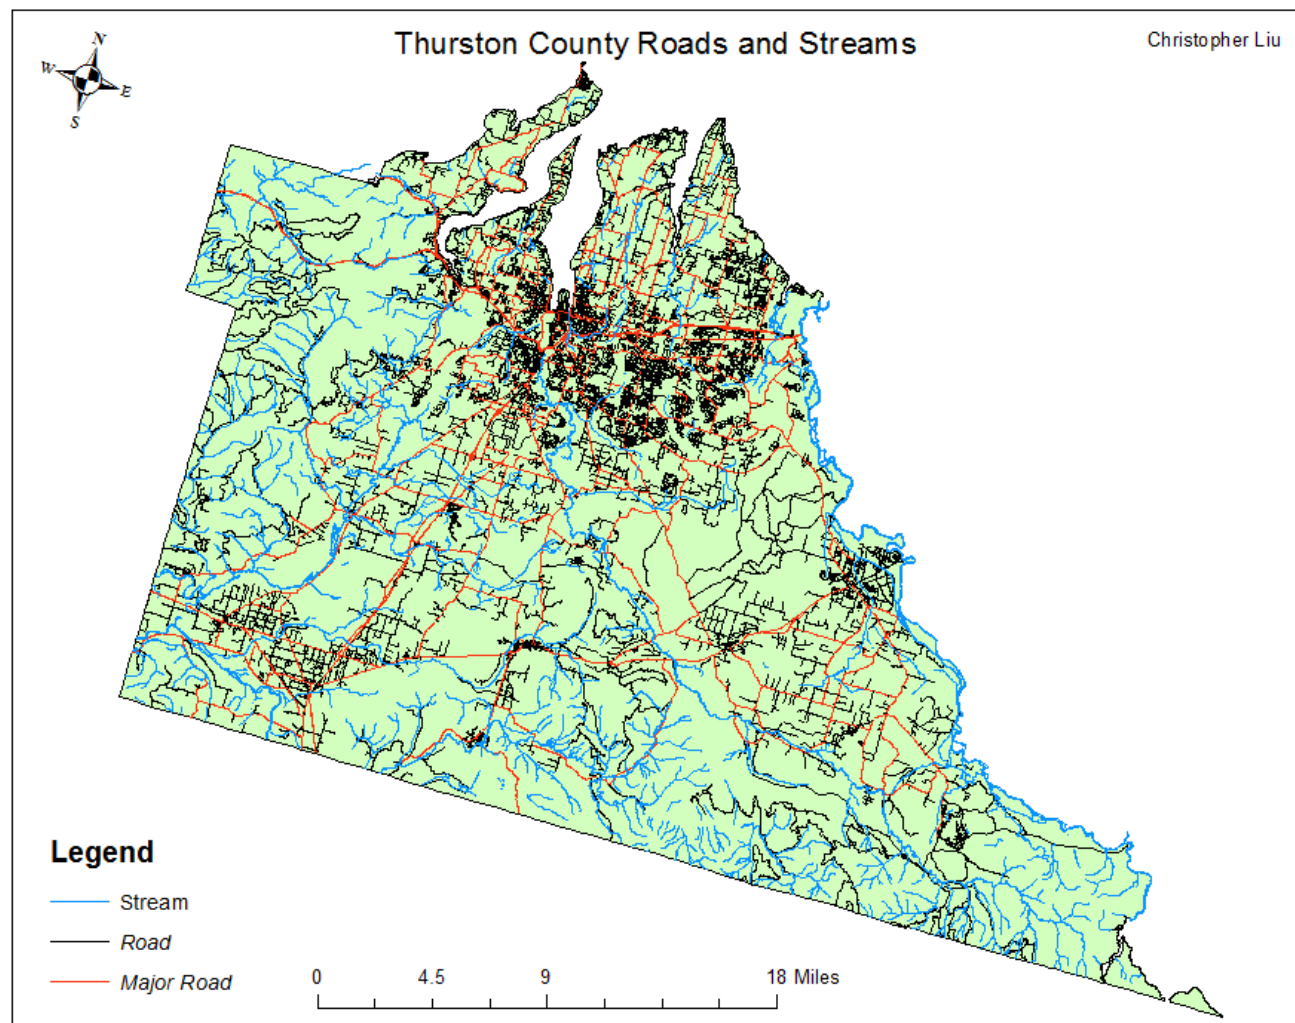 Thurston County Roads and Streams
Christopher Liu
N
W
E
S
Legend
Stream
Road
Major Road
0 4.5 9 18 Miles